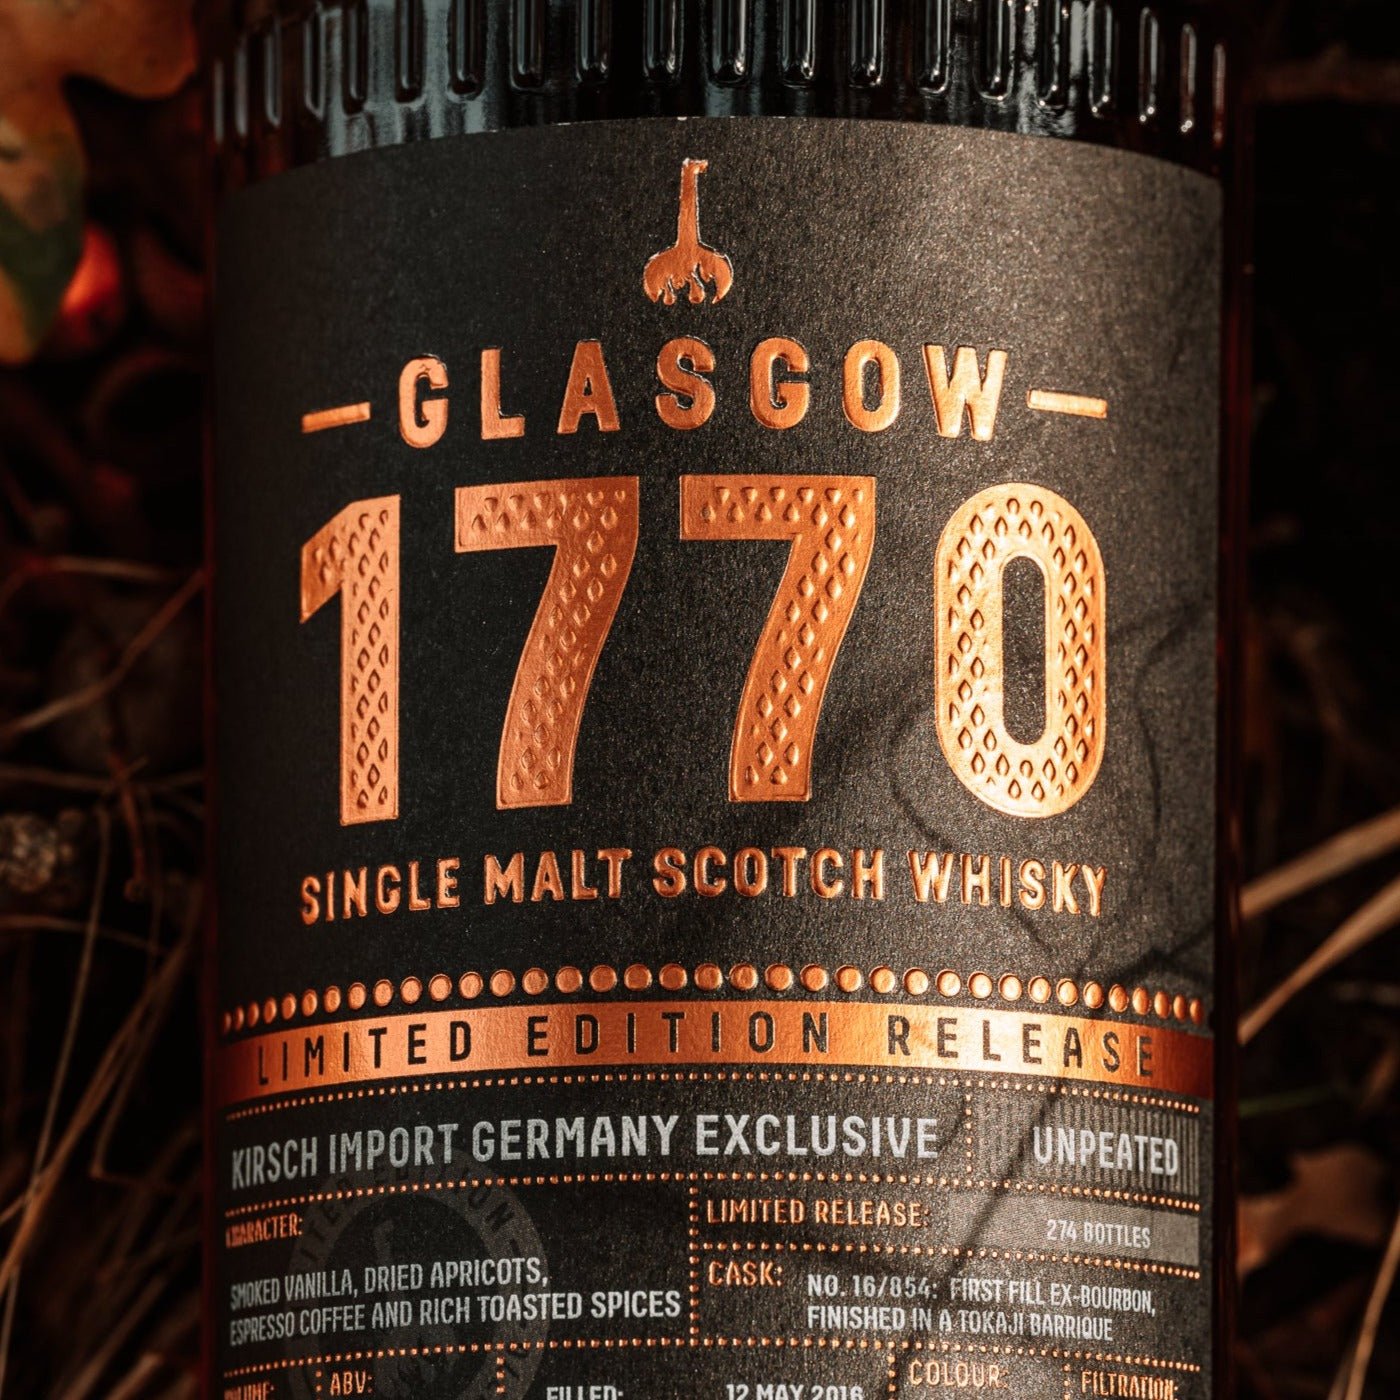 GLASGOW
1770
SINGLE MALT SCOTCH WHISKY
LIMITED EDITION RELEASE
KIRSCH IMPORT GERMANY EXCLUSIVE
UNPEATED
CHARACTER:
SMOKED VANILLA, DRIED APRICOTS,
ESPRESSO COFFEE AND RICH TOASTED SPICES
LIMITED RELEASE: 274 BOTTLES
CASK: NO. 16/854: FIRST FILL EX-BOURBON,
FINISHED IN A TOKAJI BARRIQUE
VOLUME:
ABV:
FILLED: 12 MAY 2016
COLOUR:
FILTRATION: